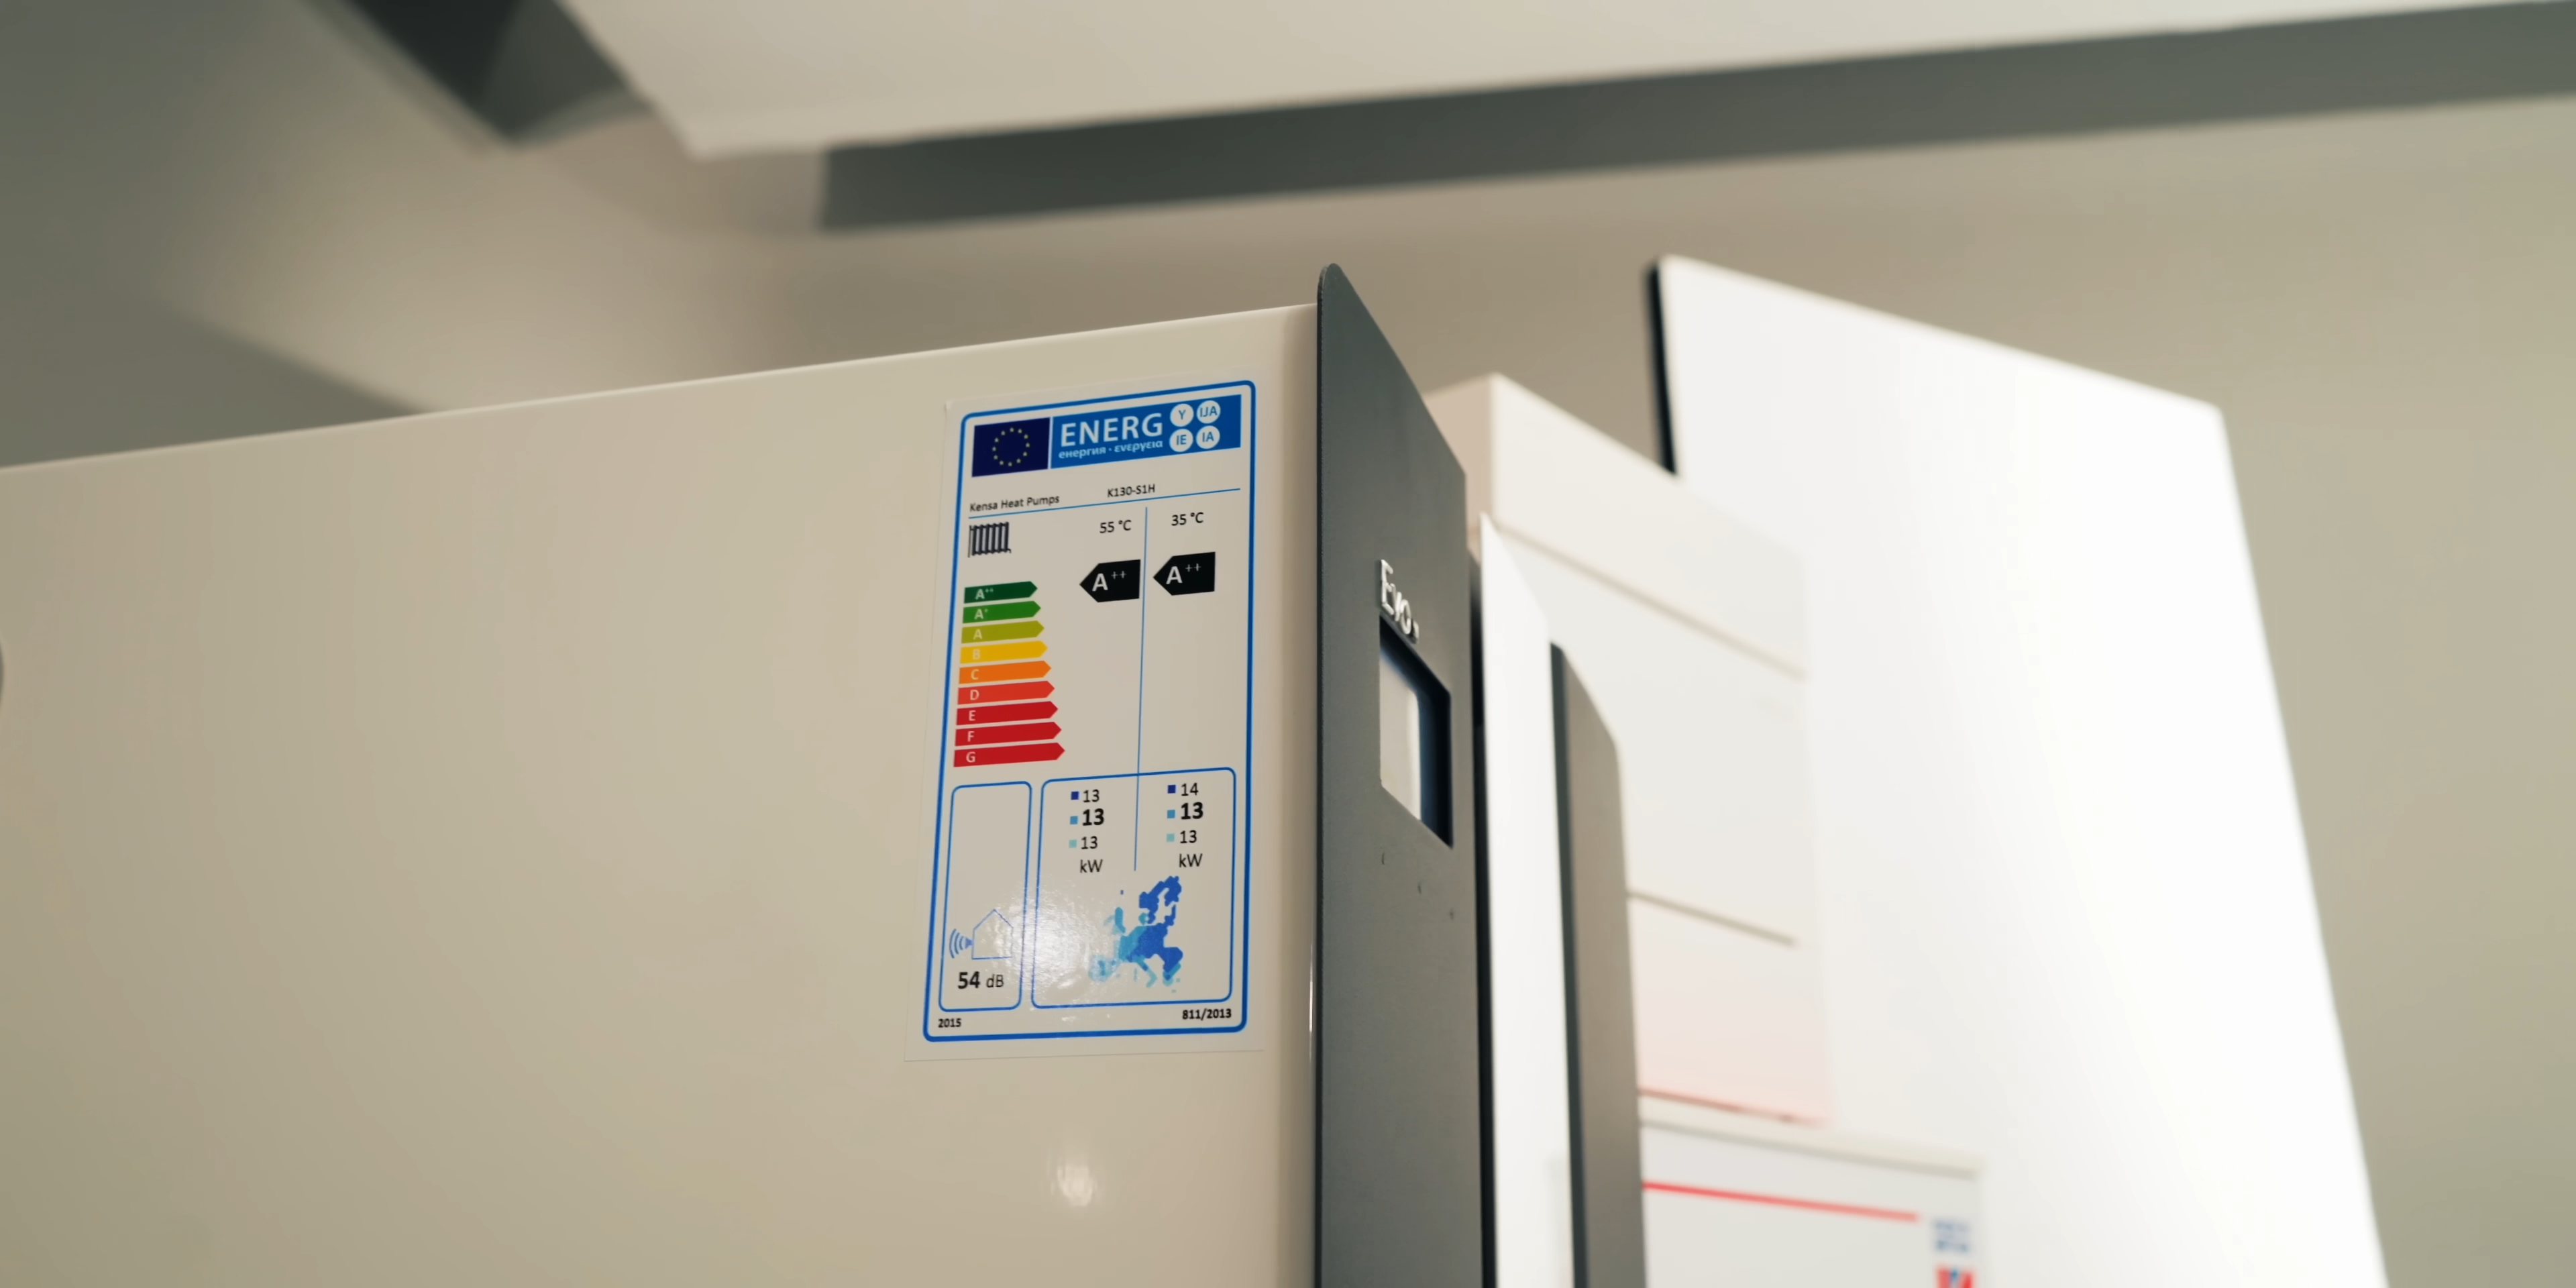 ENERG Y IJA
енергия · ενεργεια IE IA
Kensa Heat Pumps K130-S1H
55 °C 35 °C
A++ A++
A++
A+
A
B
C
D
E
F
G
13 14
13 13
13 13
kW kW
54 dB
2015 811/2013
Evo